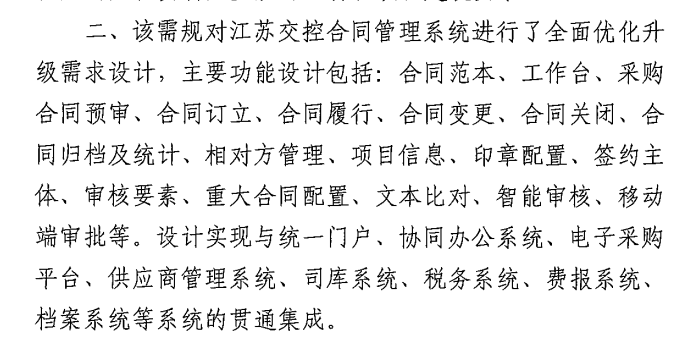 二、该需规对江苏交控合同管理系统进行了全面优化升
级需求设计，主要功能设计包括：合同范本、工作台、采购
合同预审、合同订立、合同履行、合同变更、合同关闭、合
同归档及统计、相对方管理、项目信息、印章配置、签约主
体、审核要素、重大合同配置、文本比对、智能审核、移动
端审批等。设计实现与统一门户、协同办公系统、电子采购
平台、供应商管理系统、司库系统、税务系统、费报系统、
档案系统等系统的贯通集成。